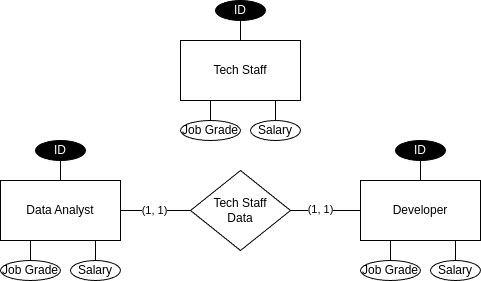 ID
Tech Staff
Job Grade
Salary
ID
ID
Data Analyst
(1, 1)
Tech Staff
Data
(1, 1)
Developer
Job Grade
Salary
Job Grade
Salary